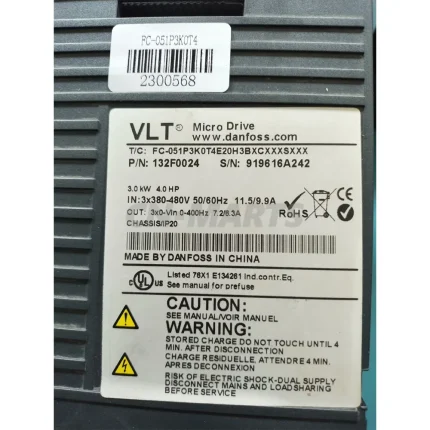 FC-051P3K0T4
2300568
VLT® Micro Drive
www.danfoss.com
T/C: FC-051P3K0T4E20H3BXCXXXSXXX
P/N: 132F0024 S/N: 919616A242
3.0 kW 4.0 HP
IN: 3x380-480V 50/60Hz 11.5/9.9A
OUT: 3x0-Vin 0-400Hz 7.2/8.3A
CHASSIS/IP20
RoHS
MADE BY DANFOSS IN CHINA
c UL US Listed 76X1 E134261 Ind.contr.Eq.
See manual for prefuse
CAUTION:
SEE MANUAL/VOIR MANUEL
WARNING:
STORED CHARGE DO NOT TOUCH UNTIL 4
MIN. AFTER DISCONNECTION
CHARGE RESIDUELLE, ATTENDRE 4 MIN.
APRES DECONNEXION
RISK OF ELECTRIC SHOCK-DUAL SUPPLY
DISCONNECT MAINS AND LOADSHARING
BEFORE SERVICE